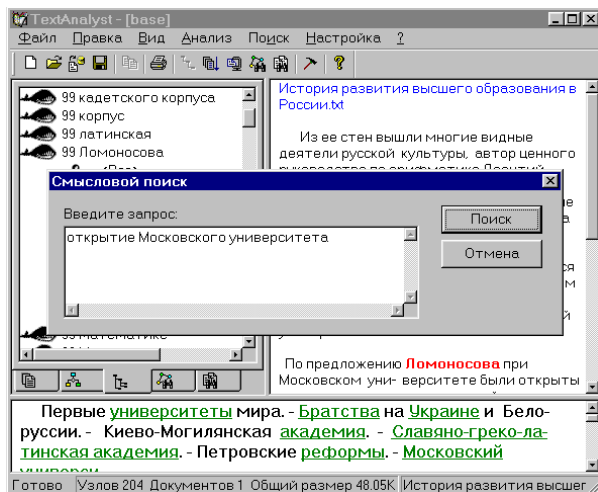 TextAnalyst - [base]
Файл Правка Вид Анализ Поиск Настройка ?
99 кадетского корпуса
99 корпус
99 латинская
99 Ломоносова
История развития высшего образования в
России.txt
Из ее стен вышли многие видные
деятели русской культуры, автор ценного
Смысловой поиск
Введите запрос:
открытие Московского университета
Поиск
Отмена
По предложению Ломоносова при
Московском уни- верситете были открыты
Первые университеты мира. - Братства на Украине и Бело-
руссии. - Киево-Могилянская академия. - Славяно-греко-ла-
тинская академия. - Петровские реформы. - Московский
Готово Узлов 204 Документов 1 Общий размер 48.05K История развития высшег